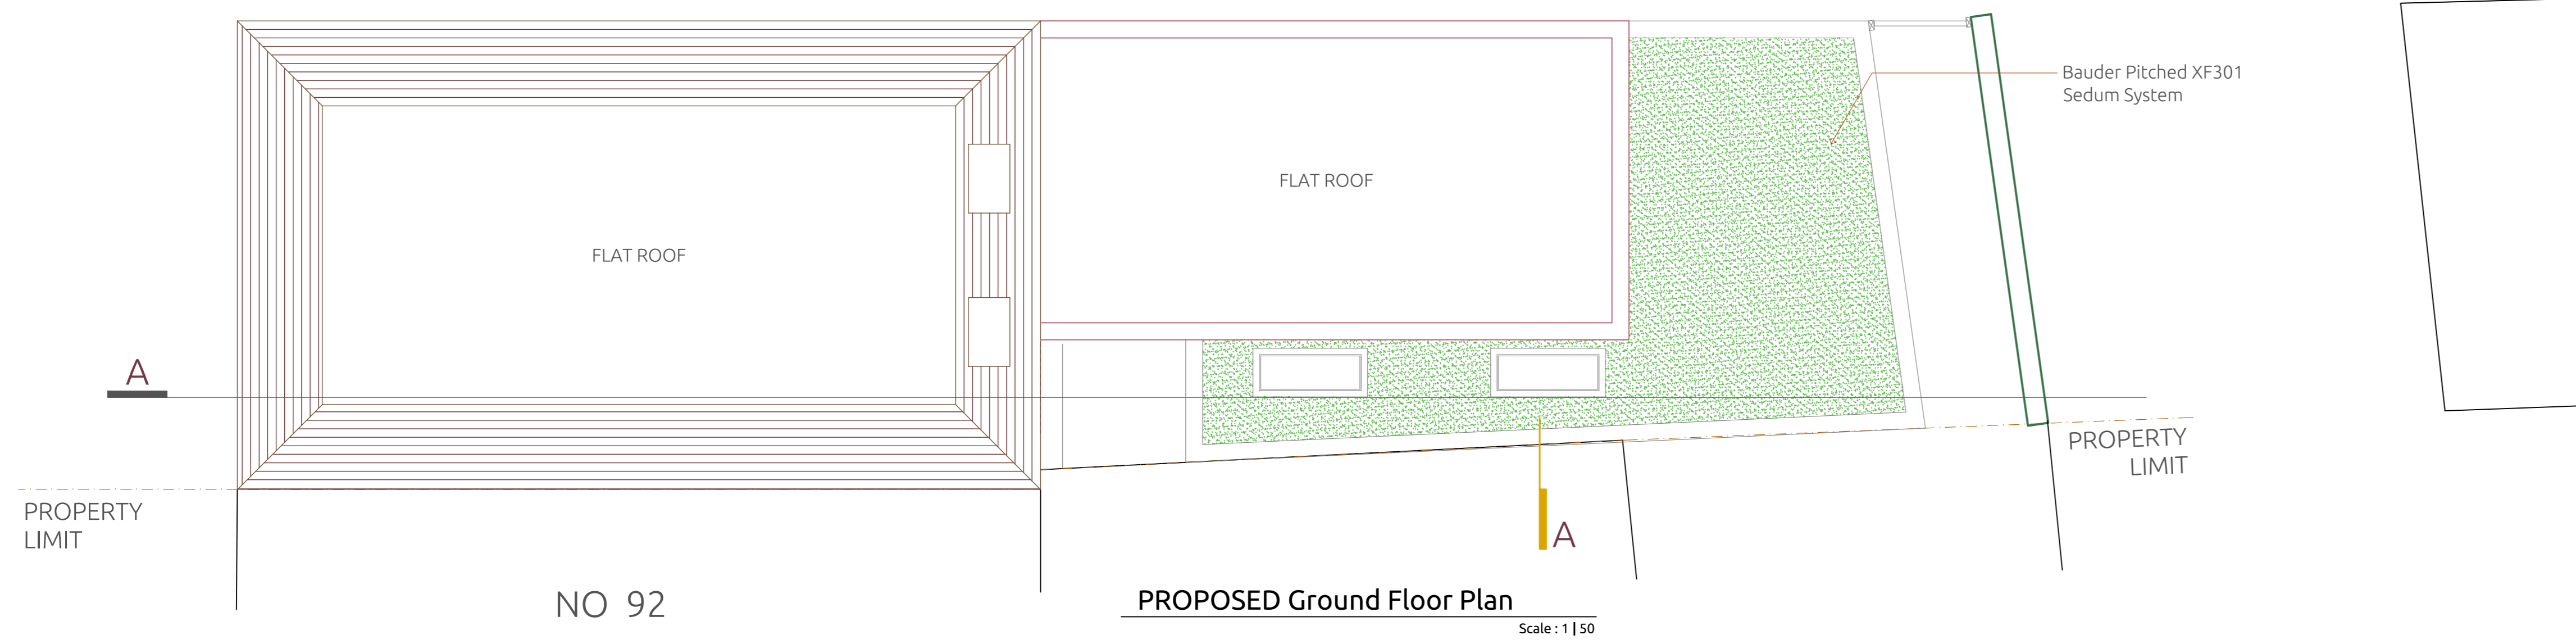 Bauder Pitched XF301
Sedum System
FLAT ROOF
FLAT ROOF
A
PROPERTY
LIMIT
PROPERTY
LIMIT
A
NO 92
PROPOSED Ground Floor Plan
Scale : 1 | 50